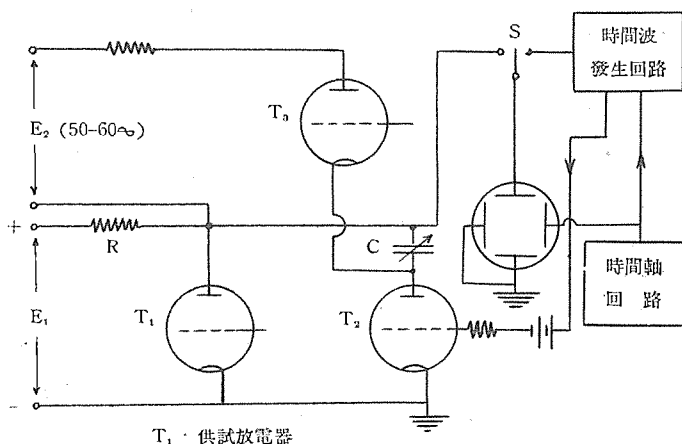 S
時間波
發生回路
T₃
E₂ (50-60∾)
+
R
C
時間軸
回路
E₁
T₁
T₂
-
T₁ · 供試放電器